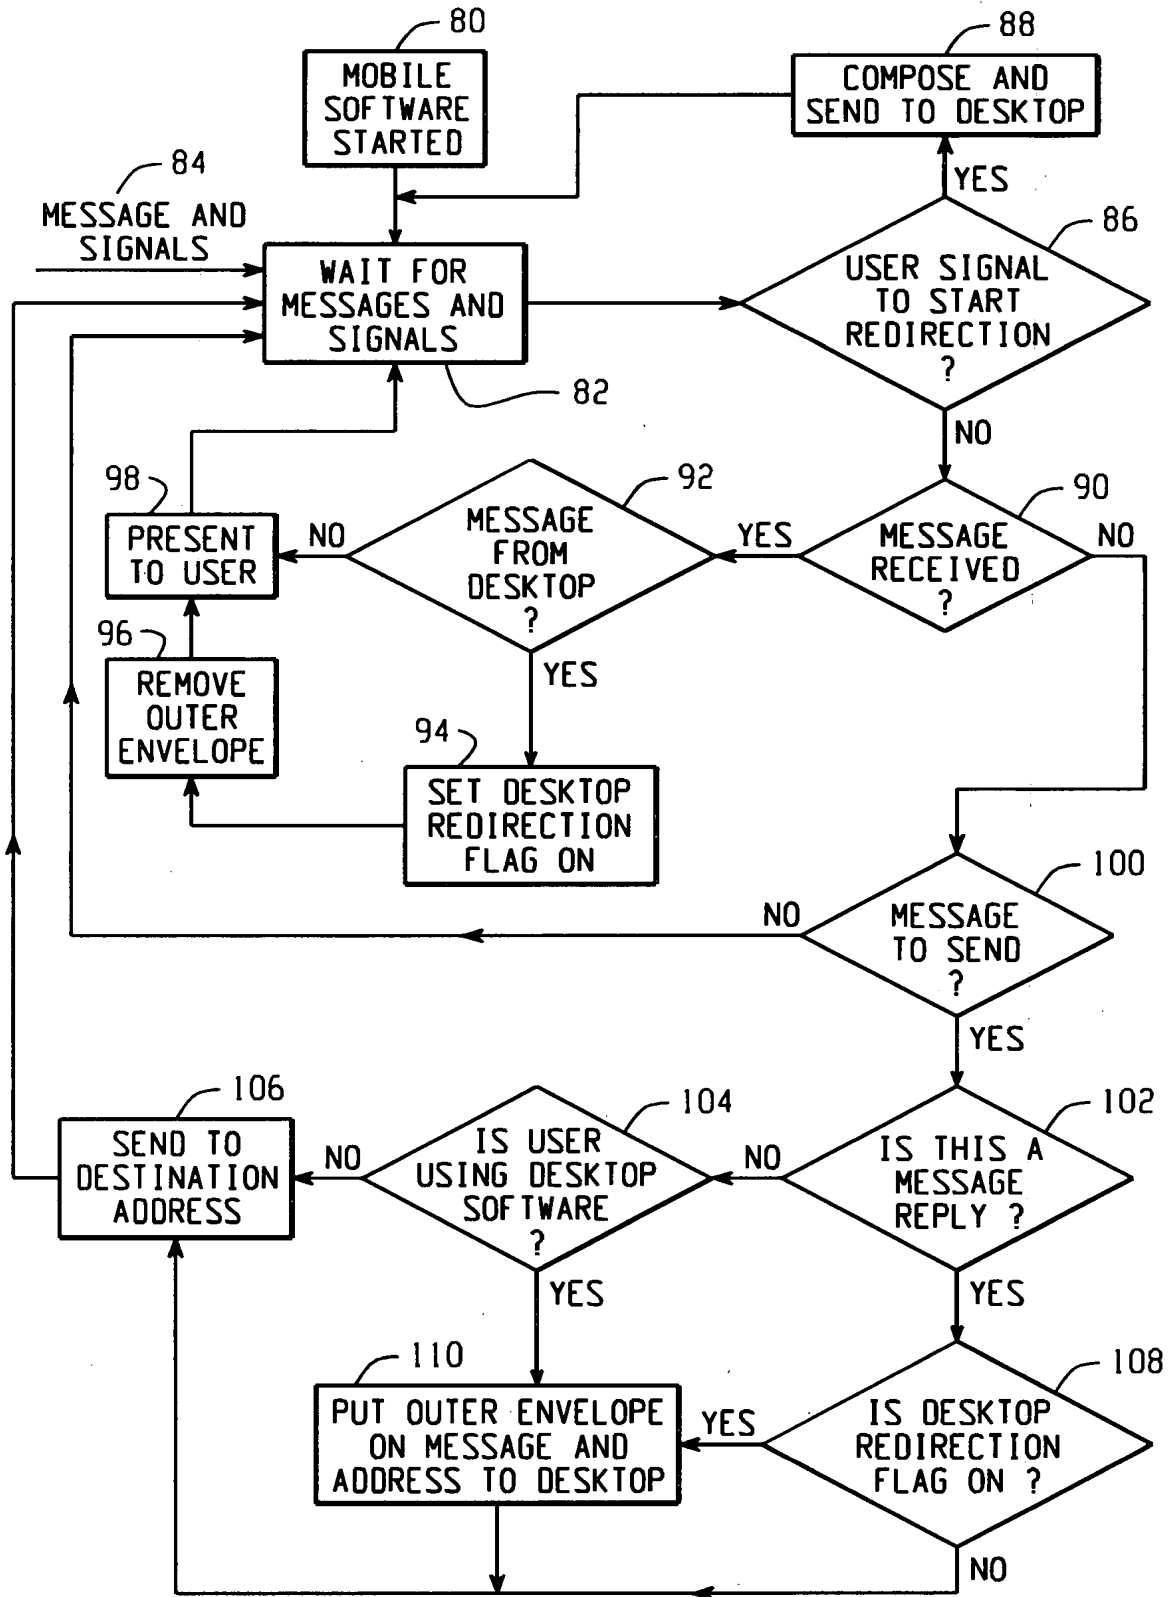 80
MOBILE
SOFTWARE
STARTED
88
COMPOSE AND
SEND TO DESKTOP
84
MESSAGE AND
SIGNALS
YES
86
WAIT FOR
MESSAGES AND
SIGNALS
82
USER SIGNAL
TO START
REDIRECTION
?
NO
98
PRESENT
TO USER
NO
92
MESSAGE
FROM
DESKTOP
?
YES
90
MESSAGE
RECEIVED
?
NO
96
REMOVE
OUTER
ENVELOPE
YES
94
SET DESKTOP
REDIRECTION
FLAG ON
100
NO
MESSAGE
TO SEND
?
YES
106
SEND TO
DESTINATION
ADDRESS
NO
104
IS USER
USING DESKTOP
SOFTWARE
?
NO
102
IS THIS A
MESSAGE
REPLY ?
YES
YES
110
PUT OUTER ENVELOPE
ON MESSAGE AND
ADDRESS TO DESKTOP
YES
108
IS DESKTOP
REDIRECTION
FLAG ON ?
NO